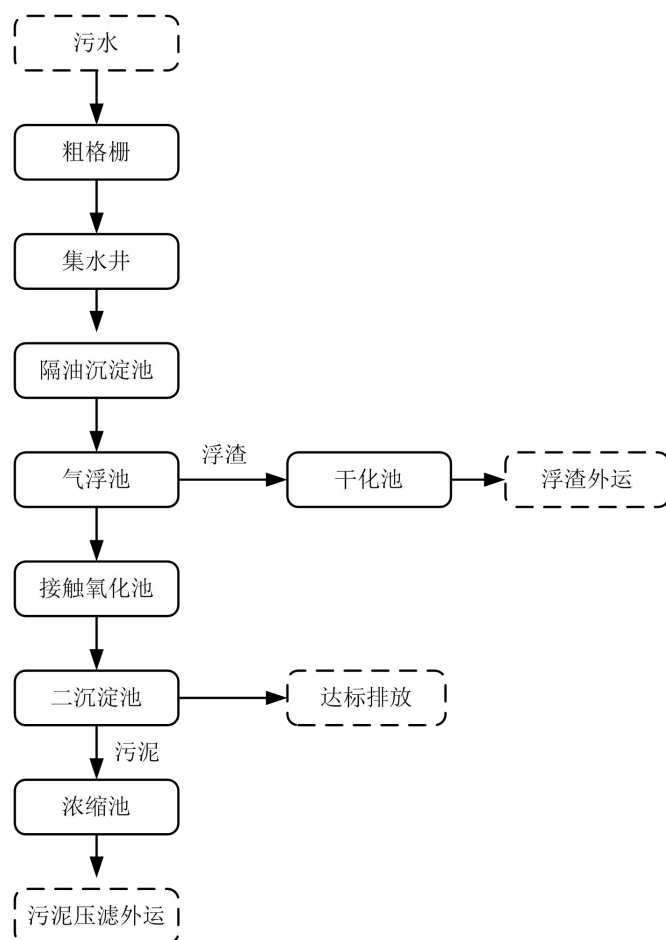 污水
粗格栅
集水井
隔油沉淀池
气浮池
浮渣
干化池
浮渣外运
接触氧化池
二沉淀池
达标排放
污泥
浓缩池
污泥压滤外运